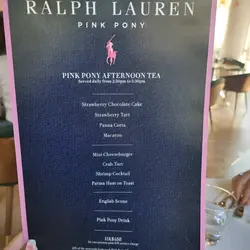 RALPH LAUREN
PINK PONY
PINK PONY AFTERNOON TEA
Served daily from 2:30pm to 5:30pm
Strawberry Chocolate Cake
Strawberry Tart
Panna Cotta
Macaron
Mini Cheeseburger
Crab Tart
Shrimp Cocktail
Parma Ham on Toast
English Scone
Pink Pony Drink